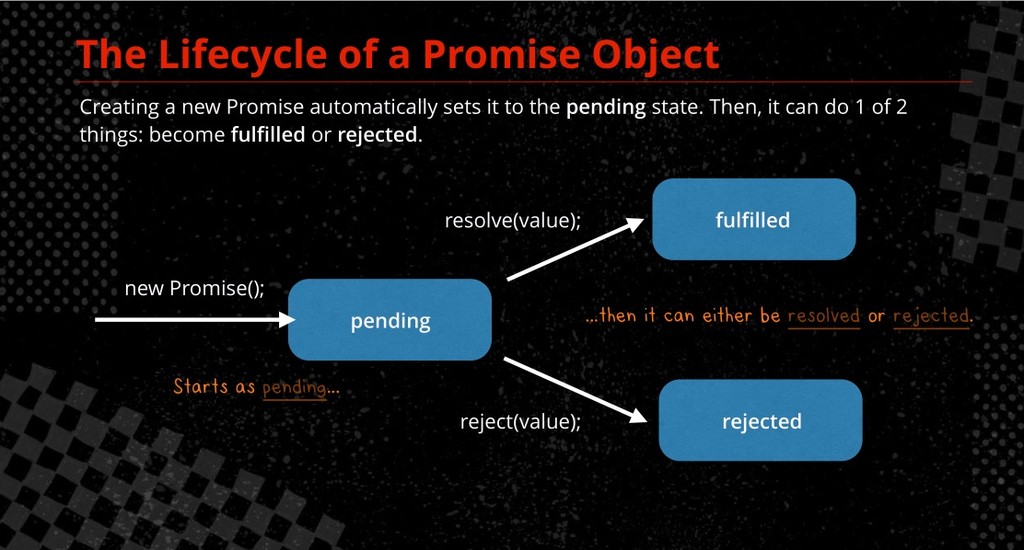 The Lifecycle of a Promise Object
Creating a new Promise automatically sets it to the pending state. Then, it can do 1 of 2
things: become fulfilled or rejected.
resolve(value);
fulfilled
new Promise();
pending
...then it can either be resolved or rejected.
Starts as pending...
reject(value);
rejected